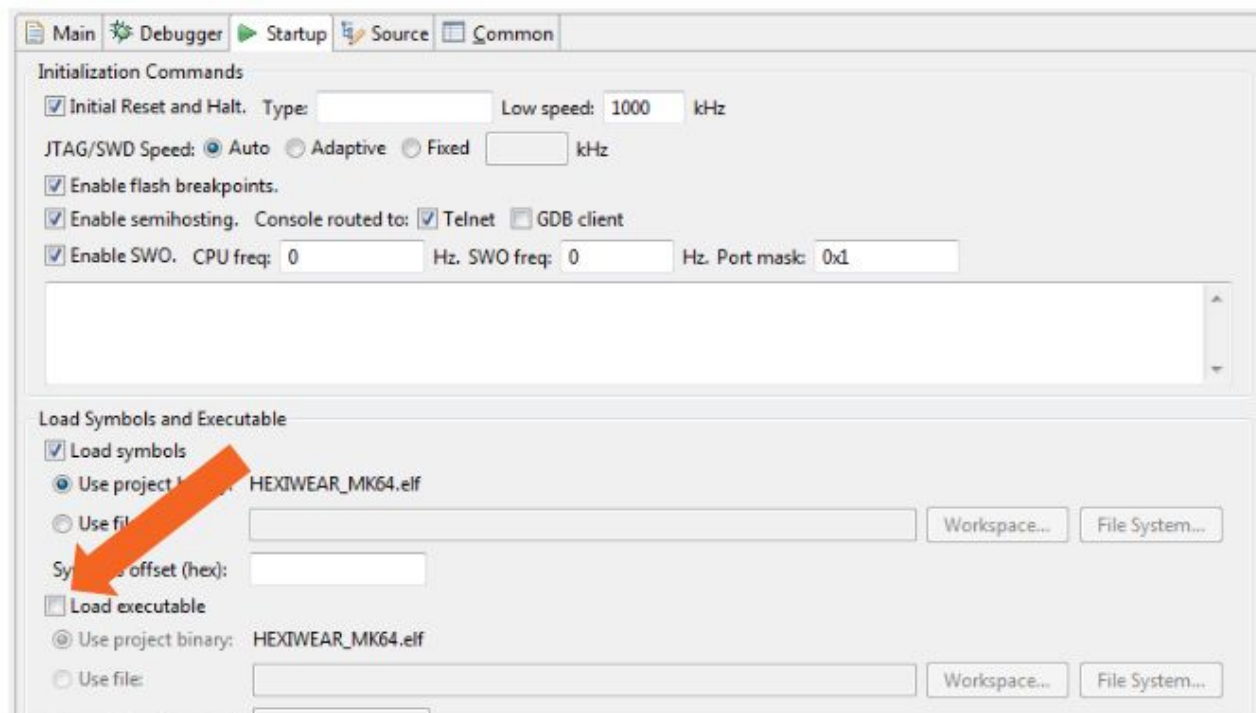 Main Debugger Startup Source Common
Initialization Commands
Initial Reset and Halt. Type: Low speed: 1000 kHz
JTAG/SWD Speed: Auto Adaptive Fixed kHz
Enable flash breakpoints.
Enable semihosting. Console routed to: Telnet GDB client
Enable SWO. CPU freq: 0 Hz. SWO freq: 0 Hz. Port mask: 0x1
Load Symbols and Executable
Load symbols
Use project HEXIWEAR_MK64.elf
Use Workspace... File System...
offset (hex):
Load executable
Use project binary: HEXIWEAR_MK64.elf
Use file: Workspace... File System...